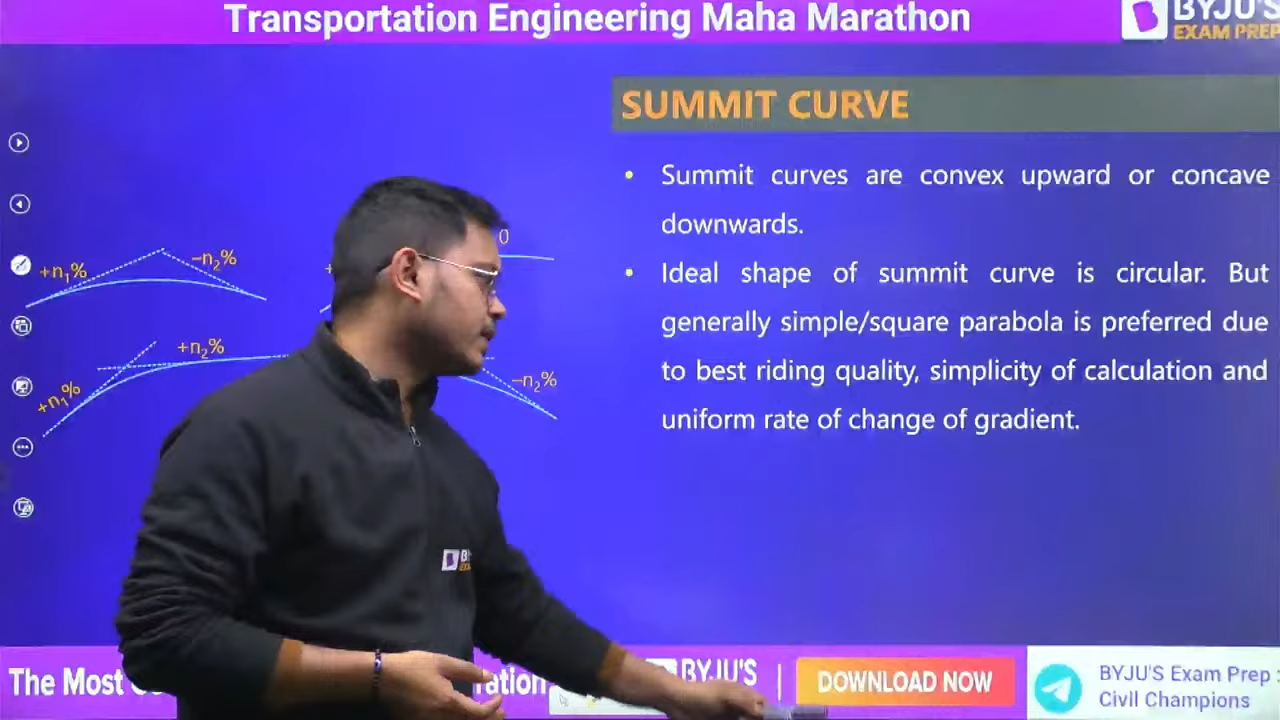 Transportation Engineering Maha Marathon
BYJU'S
EXAM PREP
SUMMIT CURVE
• Summit curves are convex upward or concave
downwards.
• Ideal shape of summit curve is circular. But
generally simple/square parabola is preferred due
to best riding quality, simplicity of calculation and
uniform rate of change of gradient.
+n₁%
−n₂%
0
+n₁%
+n₂%
−n₂%
The Most
BYJU'S
DOWNLOAD NOW
BYJU'S Exam Prep :
Civil Champions